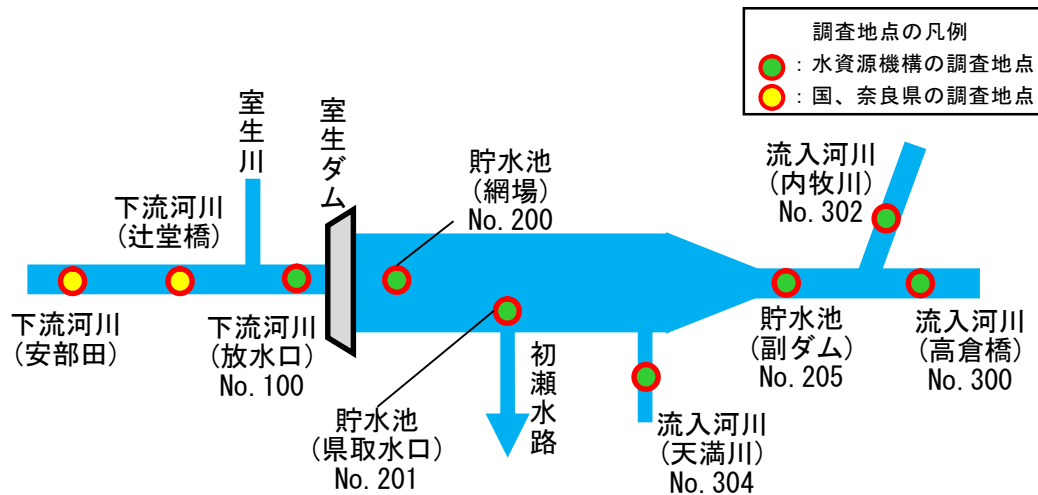 調査地点の凡例
：水資源機構の調査地点
：国、奈良県の調査地点
室生川
室生ダム
貯水池
(網場)
No.200
流入河川
(内牧川)
No.302
下流河川
(辻堂橋)
下流河川
(安部田)
下流河川
(放水口)
No.100
貯水池
(県取水口)
No.201
初瀬水路
流入河川
(天満川)
No.304
貯水池
(副ダム)
No.205
流入河川
(高倉橋)
No.300